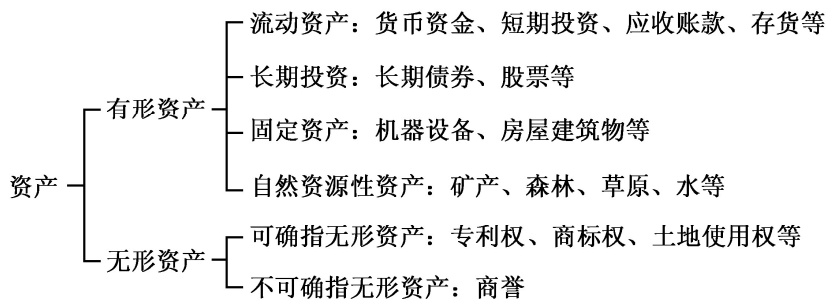 资产
有形资产
流动资产：货币资金、短期投资、应收账款、存货等
长期投资：长期债券、股票等
固定资产：机器设备、房屋建筑物等
自然资源性资产：矿产、森林、草原、水等
无形资产
可确指无形资产：专利权、商标权、土地使用权等
不可确指无形资产：商誉